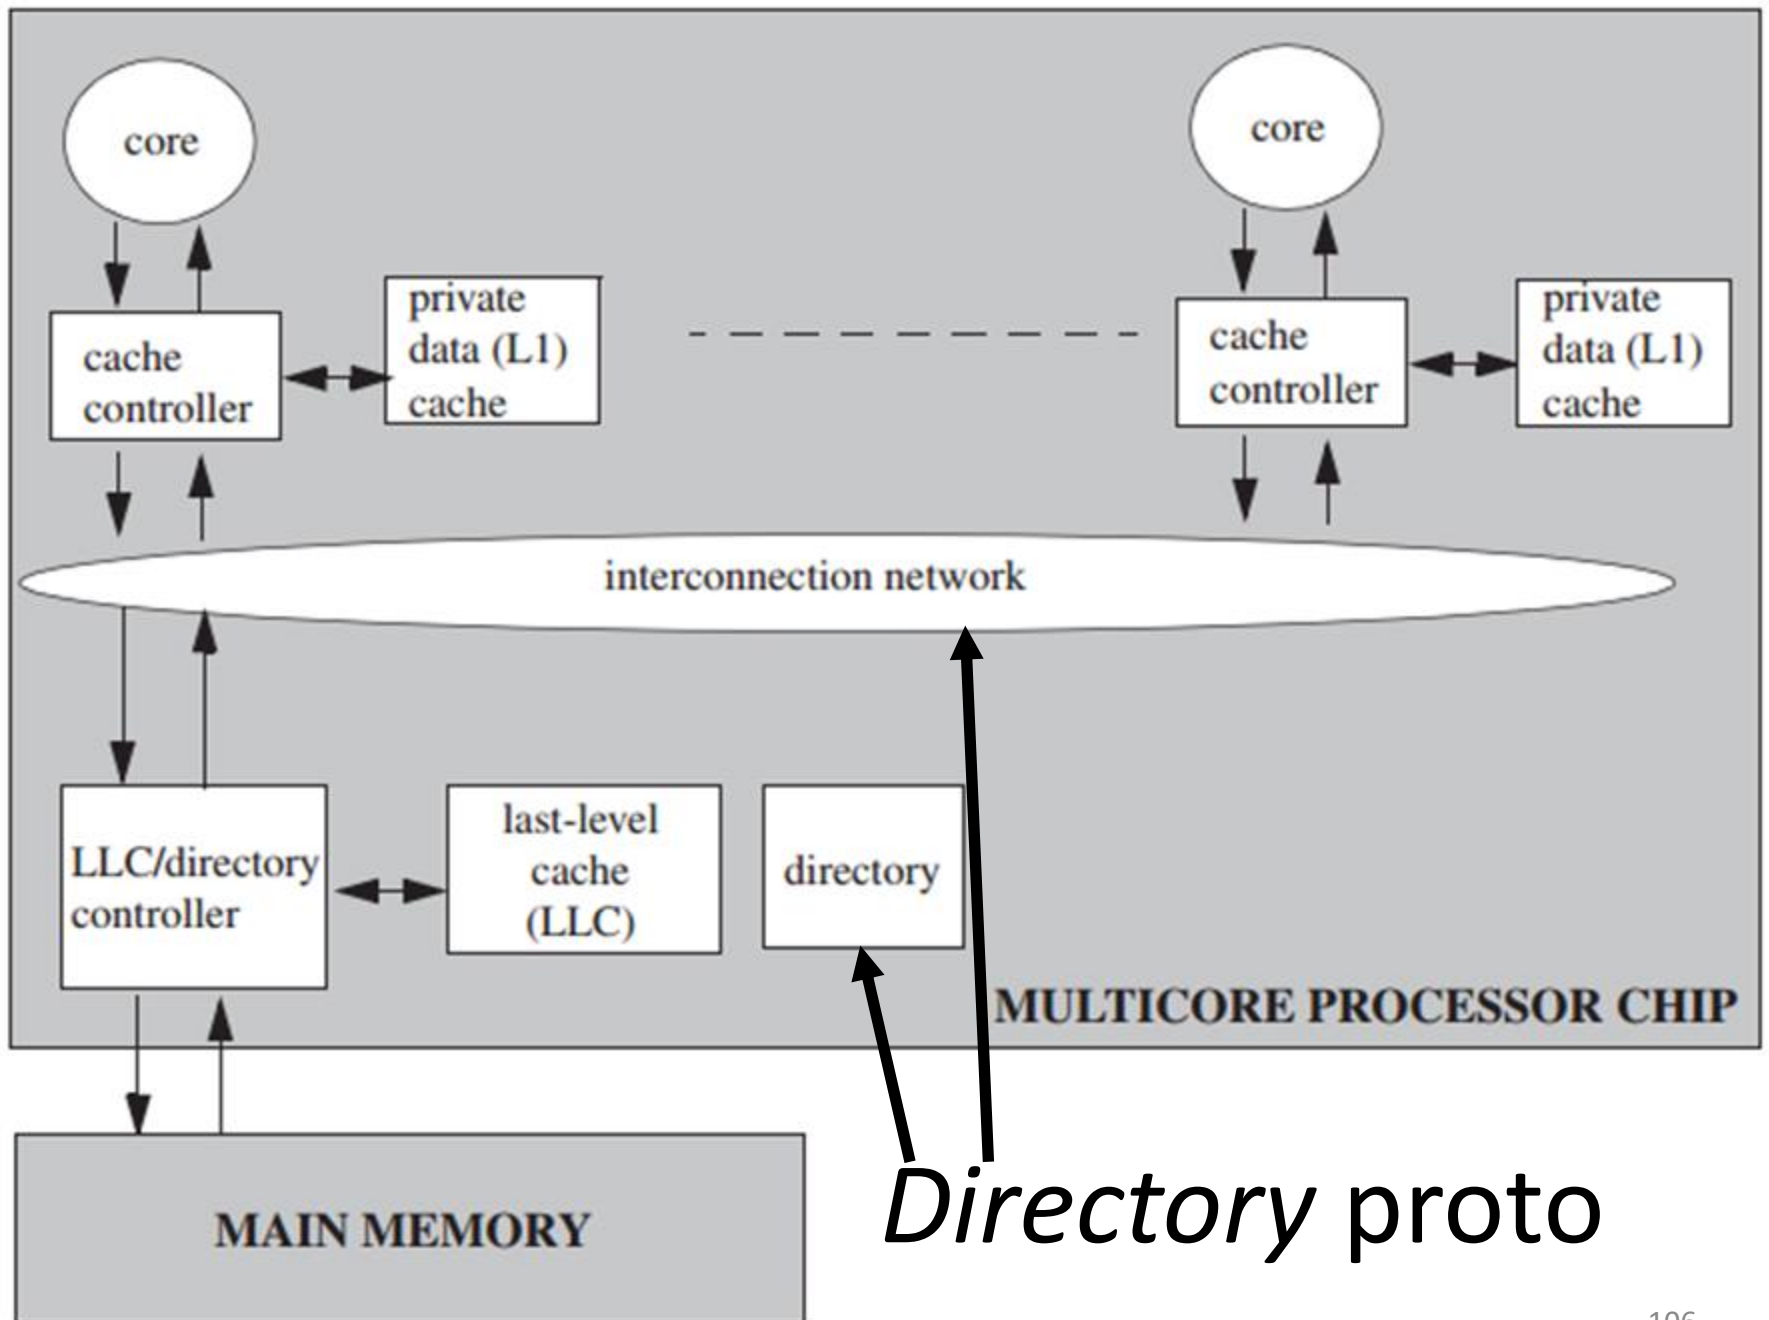 core
core
private
data (L1)
cache
cache
controller
cache
controller
private
data (L1)
cache
interconnection network
LLC/directory
controller
last-level
cache
(LLC)
directory
MULTICORE PROCESSOR CHIP
MAIN MEMORY
Directory proto